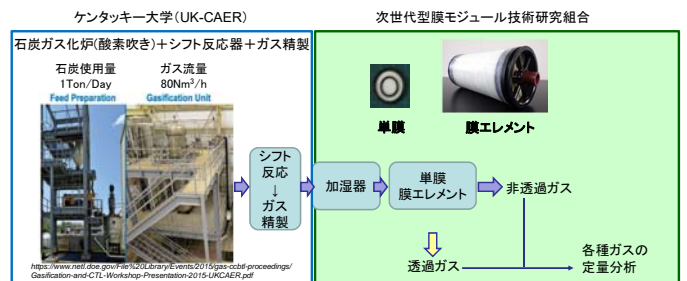 ケンタッキー大学(UK-CAER)
次世代型膜モジュール技術研究組合
石炭ガス化炉(酸素吹き)+シフト反応器+ガス精製
石炭使用量
1Ton/Day
ガス流量
80Nm³/h
Feed Preparation
Gasification Unit
シフト
反応
↓
ガス
精製
https://www.netl.doe.gov/File%20Library/Events/2015/gas-ccbtl-proceedings/
Gasification-and-CTL-Workshop-Presentation-2015-UKCAER.pdf
単膜
膜エレメント
加湿器
単膜
膜エレメント
非透過ガス
透過ガス
各種ガスの
定量分析